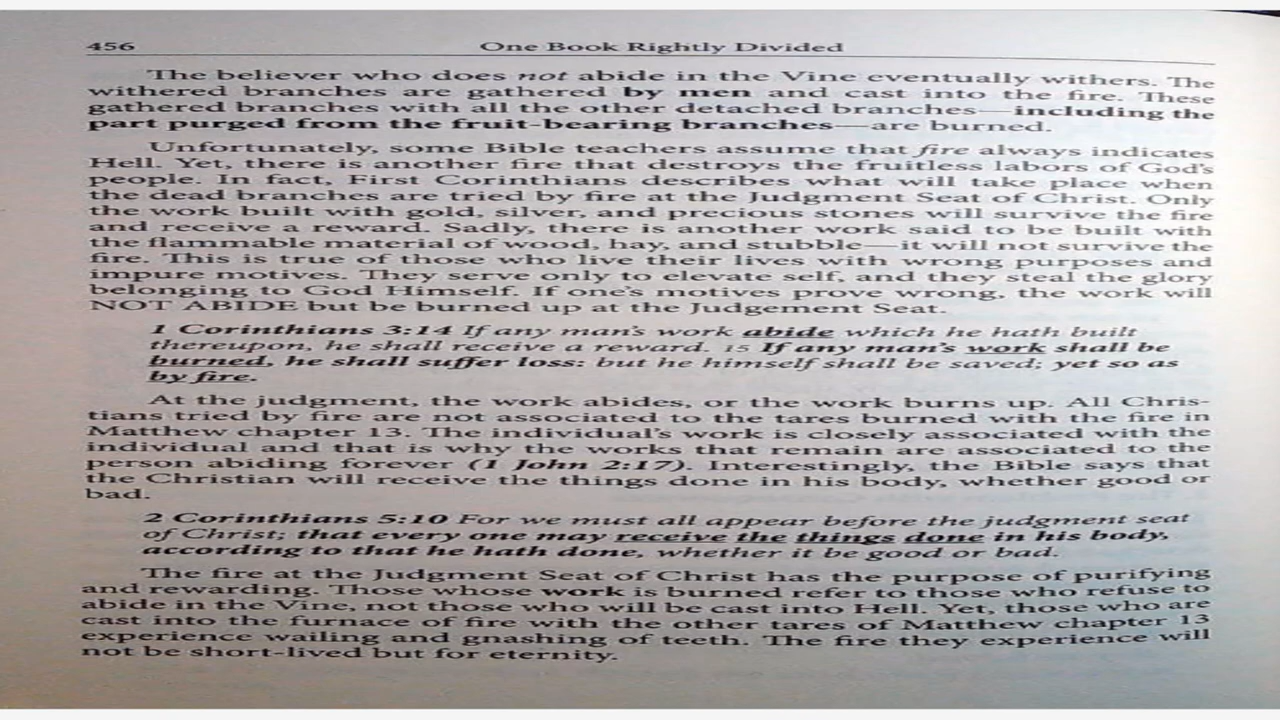 456
One Book Rightly Divided
The believer who does not abide in the Vine eventually withers. The
withered branches are gathered by men and cast into the fire. These
gathered branches with all the other detached branches—including the
part purged from the fruit-bearing branches—are burned.
Unfortunately, some Bible teachers assume that fire always indicates
Hell. Yet, there is another fire that destroys the fruitless labors of God's
people. In fact, First Corinthians describes what will take place when
the dead branches are tried by fire at the Judgment Seat of Christ. Only
the work built with gold, silver, and precious stones will survive the fire
and receive a reward. Sadly, there is another work said to be built with
the flammable material of wood, hay, and stubble—it will not survive the
fire. This is true of those who live their lives with wrong purposes and
impure motives. They serve only to elevate self, and they steal the glory
belonging to God Himself. If one's motives prove wrong, the work will
NOT ABIDE but be burned up at the Judgement Seat.
1 Corinthians 3:14 If any man's work abide which he hath built
thereupon, he shall receive a reward. 15 If any man's work shall be
burned, he shall suffer loss: but he himself shall be saved; yet so as
by fire.
At the judgment, the work abides, or the work burns up. All Chris-
tians tried by fire are not associated to the tares burned with the fire in
Matthew chapter 13. The individual's work is closely associated with the
individual and that is why the works that remain are associated to the
person abiding forever (1 John 2:17). Interestingly, the Bible says that
the Christian will receive the things done in his body, whether good or
bad.
2 Corinthians 5:10 For we must all appear before the judgment seat
of Christ; that every one may receive the things done in his body,
according to that he hath done, whether it be good or bad.
The fire at the Judgment Seat of Christ has the purpose of purifying
and rewarding. Those whose work is burned refer to those who refuse to
abide in the Vine, not those who will be cast into Hell. Yet, those who are
cast into the furnace of fire with the other tares of Matthew chapter 13
experience wailing and gnashing of teeth. The fire they experience will
not be short-lived but for eternity.